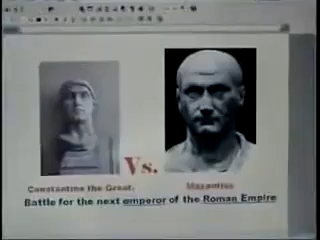 Vs.
Constantine the Great.
Maxentius
Battle for the next emperor of the Roman Empire